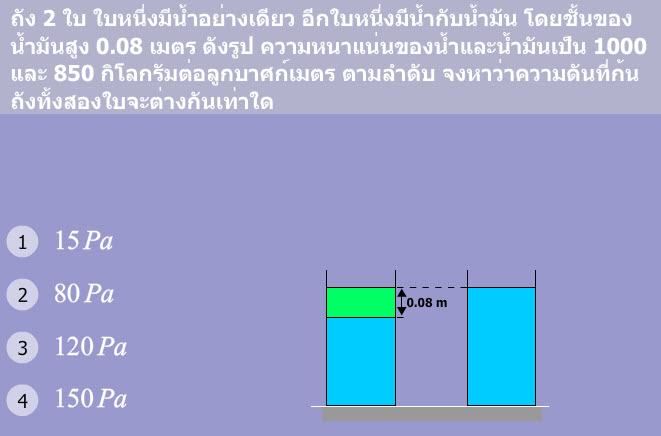 ถัง 2 ใบ ใบหนึ่งมีน้ำอย่างเดียว อีกใบหนึ่งมีน้ำกับน้ำมัน โดยชั้นของ
น้ำมันสูง 0.08 เมตร ดังรูป ความหนาแน่นของน้ำและน้ำมันเป็น 1000
และ 850 กิโลกรัมต่อลูกบาศก์เมตร ตามลำดับ จงหาว่าความดันที่ก้น
ถังทั้งสองใบจะต่างกันเท่าใด
1 15 Pa
2 80 Pa
0.08 m
3 120 Pa
4 150 Pa